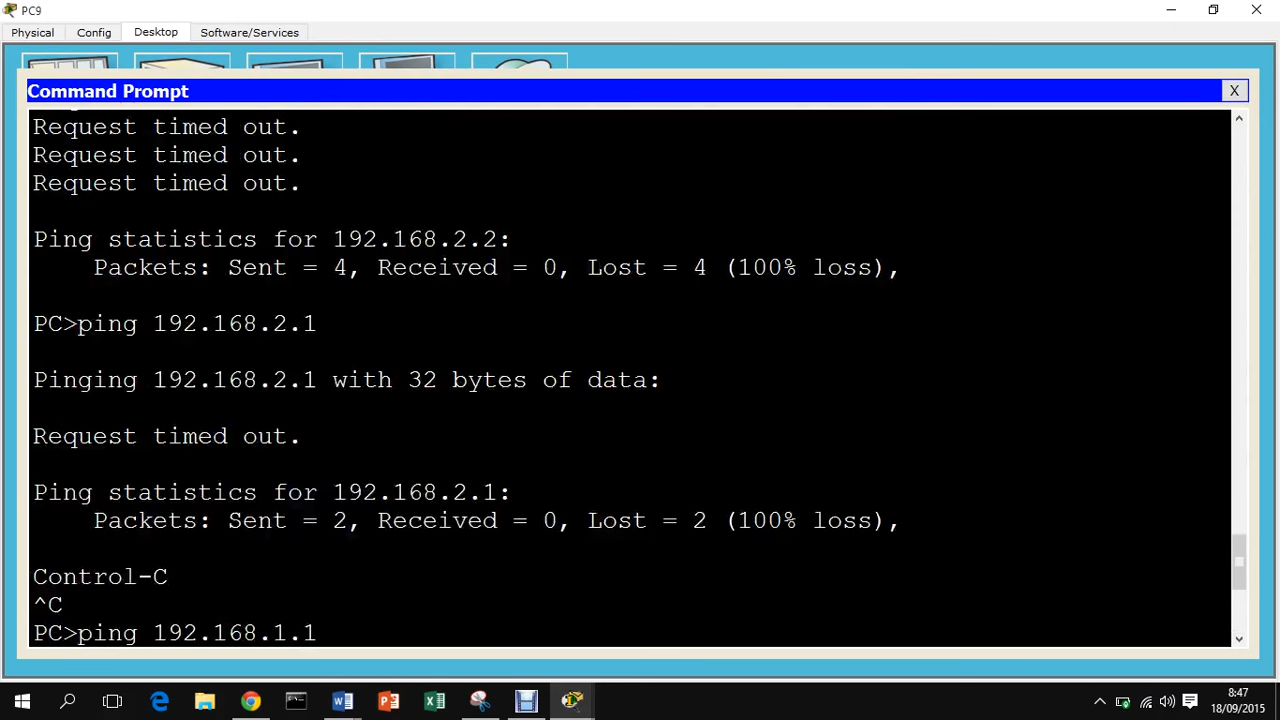 PC9
Physical
Config
Desktop
Software/Services
Command Prompt
X
Request timed out.
Request timed out.
Request timed out.
Ping statistics for 192.168.2.2:
Packets: Sent = 4, Received = 0, Lost = 4 (100% loss),
PC>ping 192.168.2.1
Pinging 192.168.2.1 with 32 bytes of data:
Request timed out.
Ping statistics for 192.168.2.1:
Packets: Sent = 2, Received = 0, Lost = 2 (100% loss),
Control-C
^C
PC>ping 192.168.1.1
8:47
18/09/2015